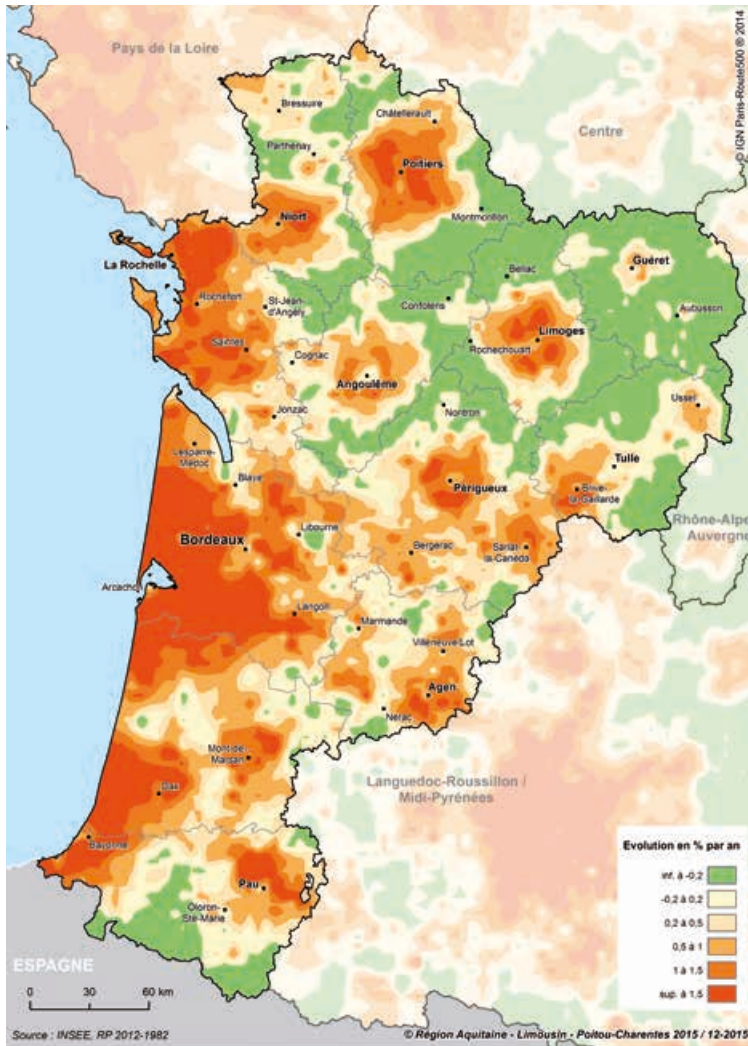 © IGN Paris-Route500 ® 2014
Pays de la Loire
Bressuire
Châtellerault
Centre
Parthenay
Poitiers
Niort
Montmorillon
La Rochelle
Guéret
Bellac
Rochefort
St-Jean-
d'Angély
Confolens
Aubusson
Limoges
Saintes
Cognac
Rochechouart
Angoulême
Ussel
Jonzac
Nontron
Lesparre-
Médoc
Tulle
Blaye
Périgueux
Brive-
la-Gaillarde
Rhône-Alpe
Auvergne
Bordeaux
Libourne
Bergerac
Sarlat-
la-Canéda
Arcachon
Langon
Marmande
Villeneuve/Lot
Agen
Nérac
Mont-de-
Marsan
Languedoc-Roussillon /
Midi-Pyrénées
Dax
Bayonne
Pau
Oloron-
Ste-Marie
ESPAGNE
Evolution en % par an
inf. à -0,2
-0,2 à 0,2
0,2 à 0,5
0,5 à 1
1 à 1,5
sup. à 1,5
0 30 60 km
Source : INSEE, RP 2012-1982
© Région Aquitaine - Limousin - Poitou-Charentes 2015 / 12-2015